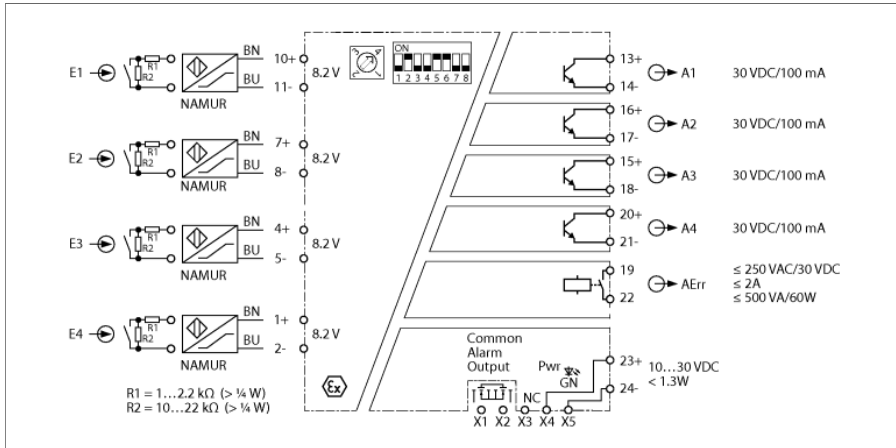 E1
R1
R2
NAMUR
BN
BU
10+
11-
8.2 V
E2
R1
R2
NAMUR
BN
BU
7+
8-
8.2 V
E3
R1
R2
NAMUR
BN
BU
4+
5-
8.2 V
E4
R1
R2
NAMUR
BN
BU
1+
2-
8.2 V
R1 = 1…2.2 kΩ (> ¼ W)
R2 = 10…22 kΩ (> ¼ W)
ON
1 2 3 4 5 6 7 8
εx
13+
14-
A1 30 VDC/100 mA
16+
17-
A2 30 VDC/100 mA
15+
18-
A3 30 VDC/100 mA
20+
21-
A4 30 VDC/100 mA
19
22
AErr
≤ 250 VAC/30 VDC
≤ 2A
≤ 500 VA/60W
Common
Alarm
Output
Pwr
GN
NC
X1 X2 X3 X4 X5
23+
24-
10…30 VDC
< 1.3W